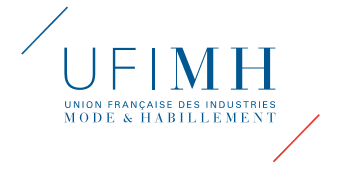 UFIMH
UNION FRANÇAISE DES INDUSTRIES
MODE & HABILLEMENT